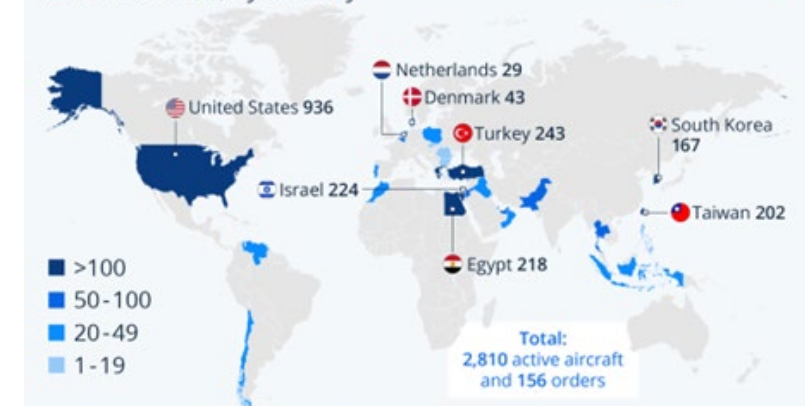 Netherlands 29
Denmark 43
United States 936
Turkey 243
South Korea
167
Israel 224
Taiwan 202
Egypt 218
>100
50-100
20-49
1-19
Total:
2,810 active aircraft
and 156 orders